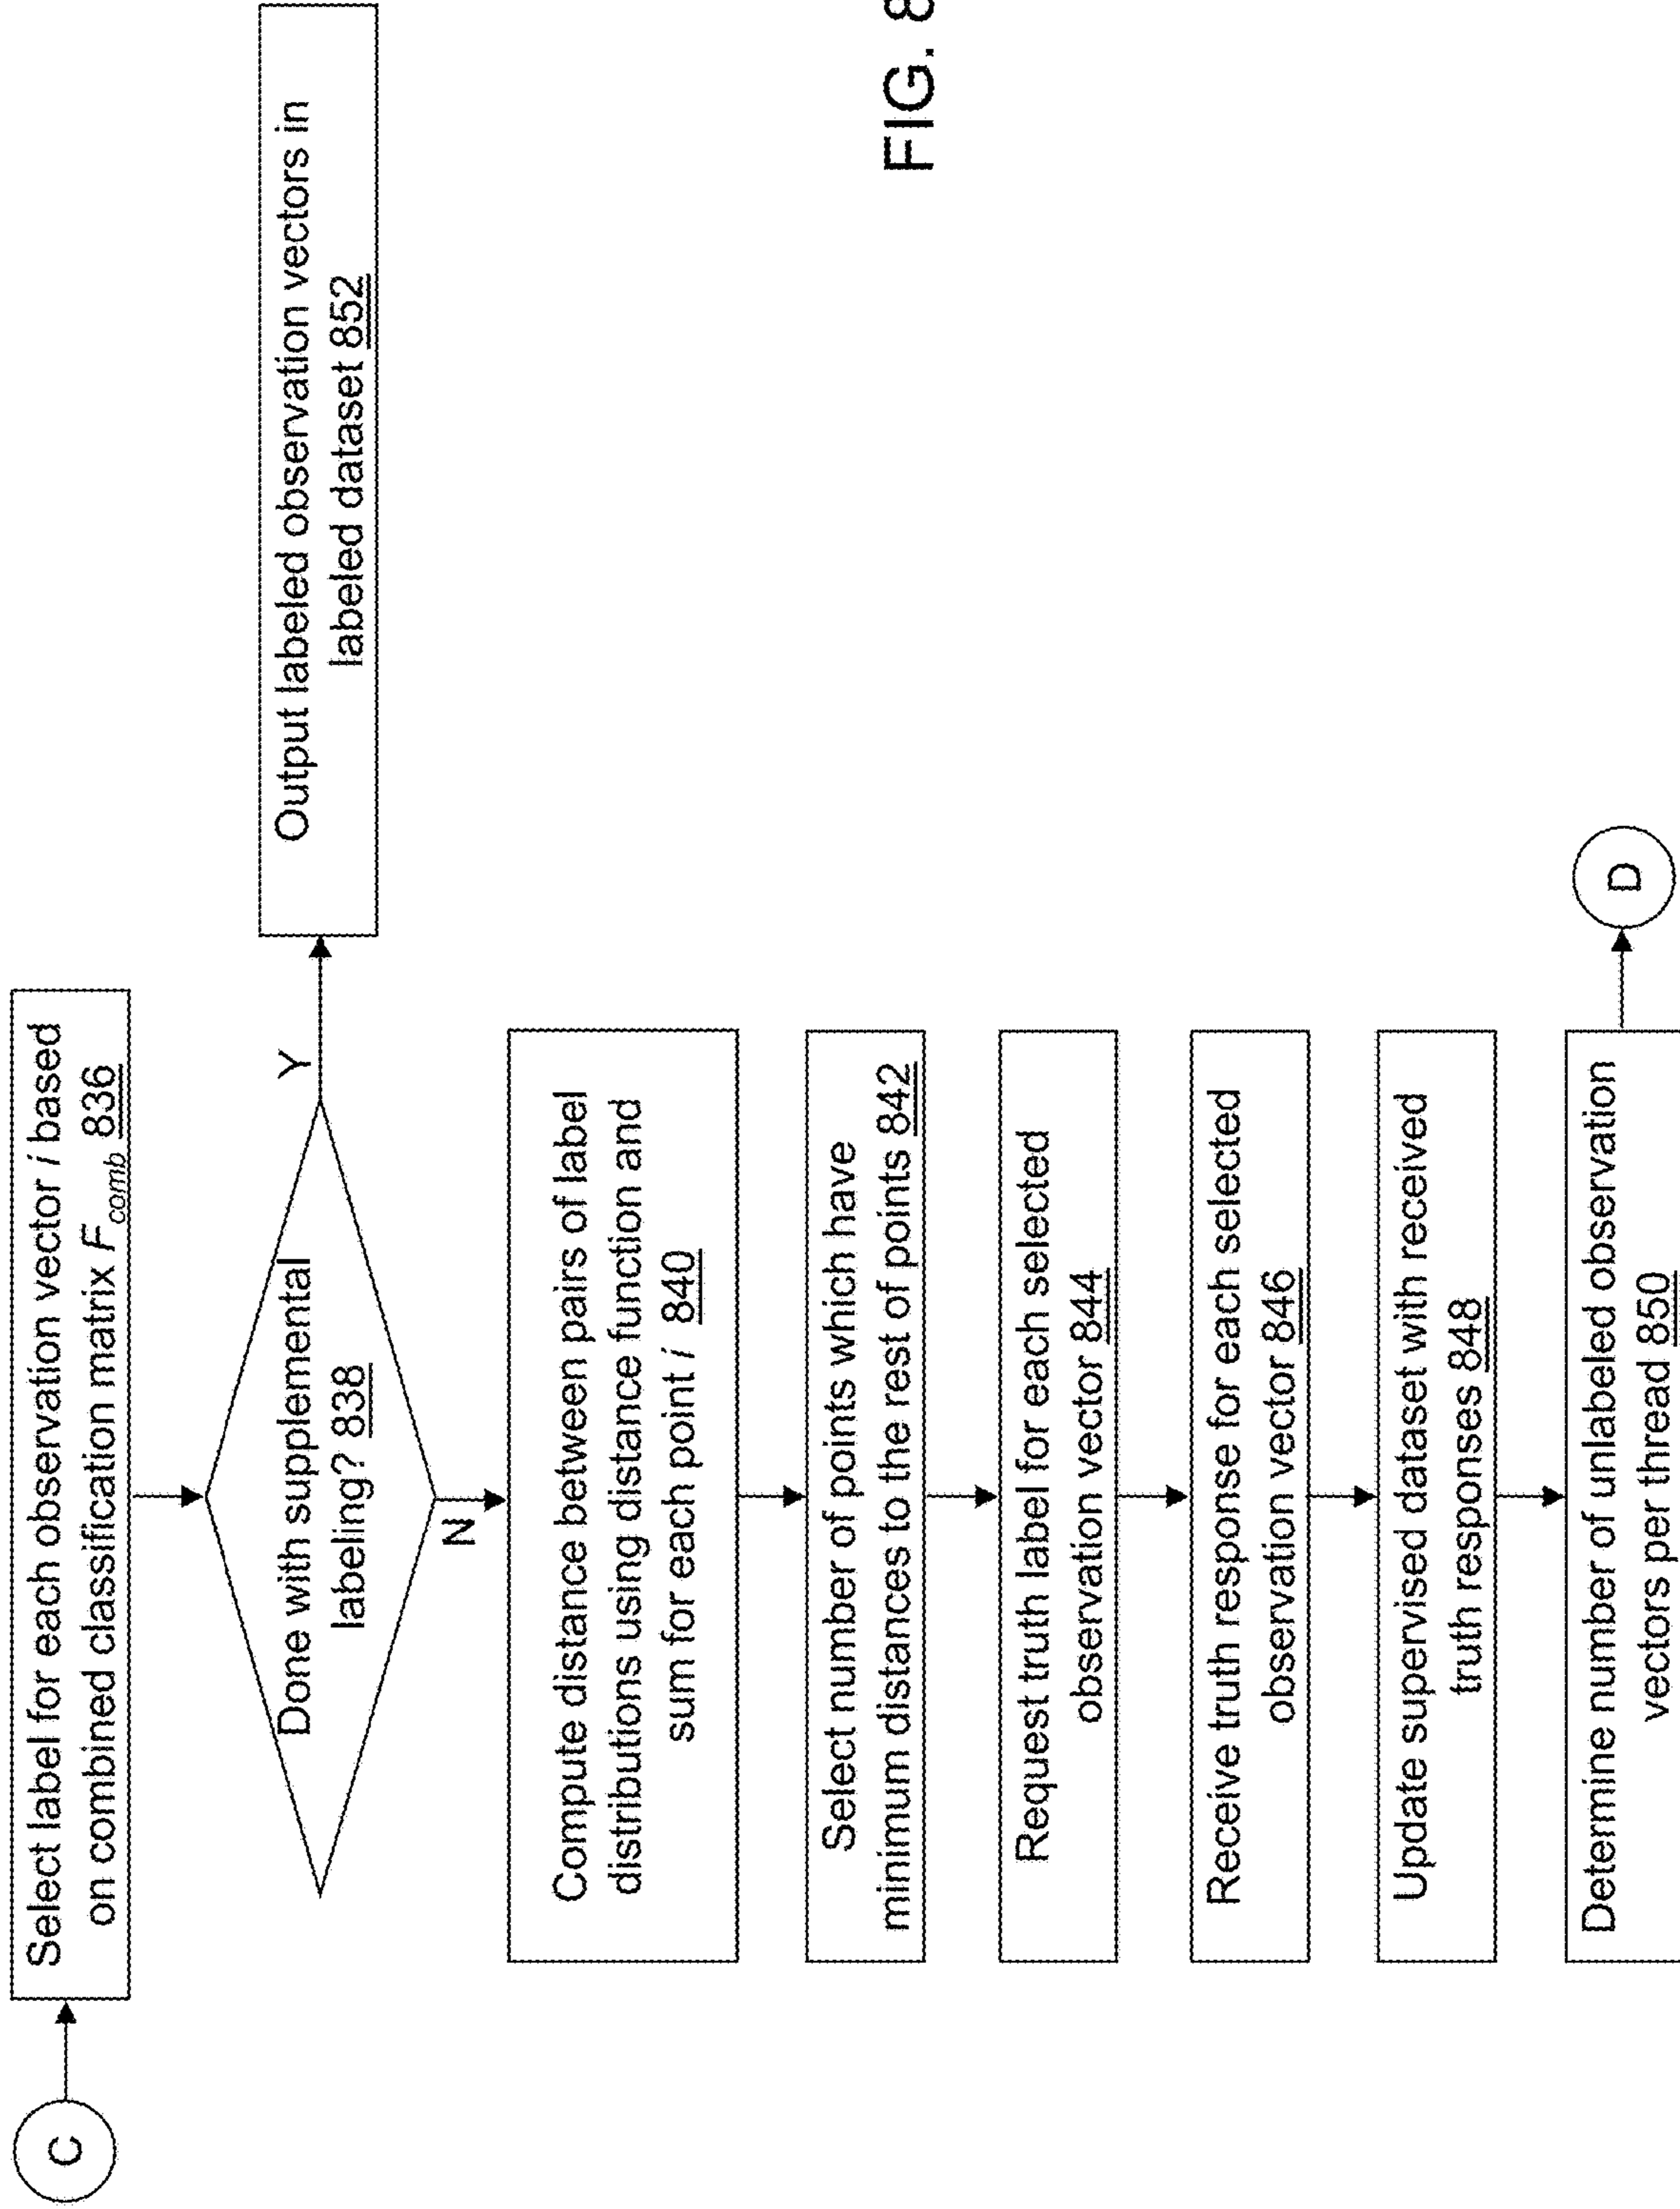 C
Select label for each observation vector i based
on combined classification matrix F comb 836
Done with supplemental
labeling? 838
Y
Output labeled observation vectors in
labeled dataset 852
N
Compute distance between pairs of label
distributions using distance function and
sum for each point i 840
Select number of points which have
minimum distances to the rest of points 842
Request truth label for each selected
observation vector 844
Receive truth response for each selected
observation vector 846
Update supervised dataset with received
truth responses 848
Determine number of unlabeled observation
vectors per thread 850
D
FIG. 8